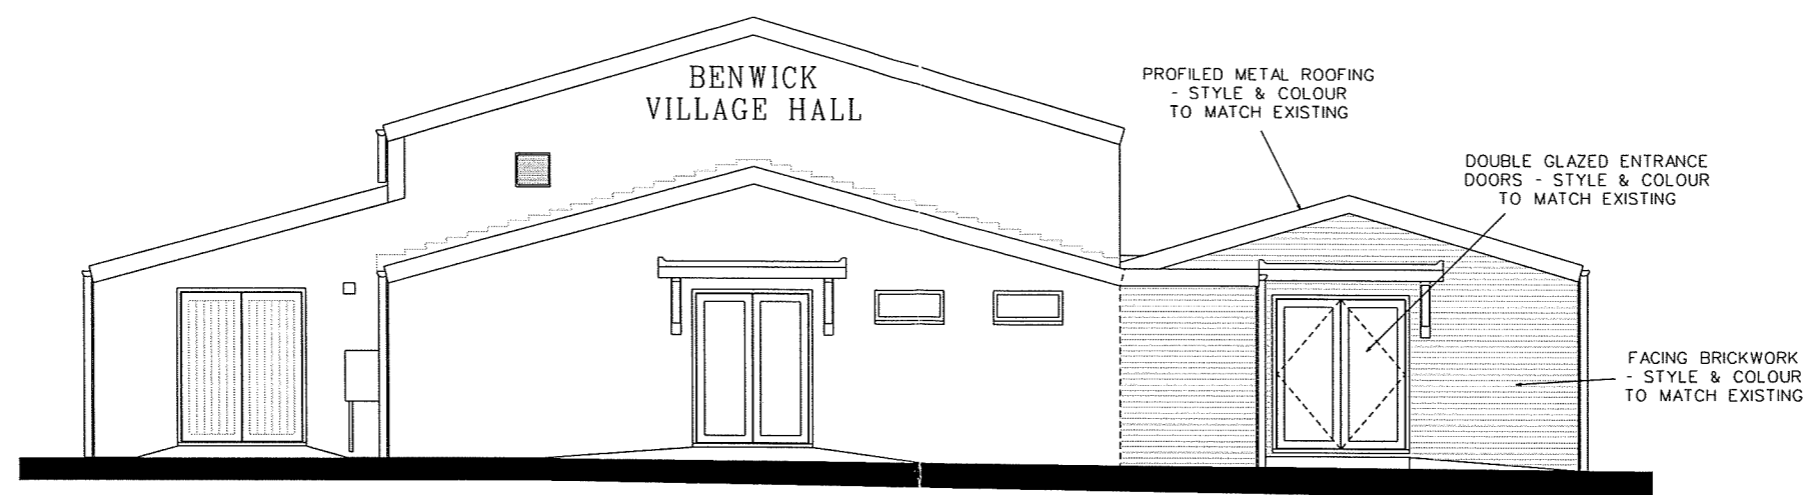 BENWICK
VILLAGE HALL
PROFILED METAL ROOFING
- STYLE & COLOUR
TO MATCH EXISTING
DOUBLE GLAZED ENTRANCE
DOORS - STYLE & COLOUR
TO MATCH EXISTING
FACING BRICKWORK
- STYLE & COLOUR
TO MATCH EXISTING